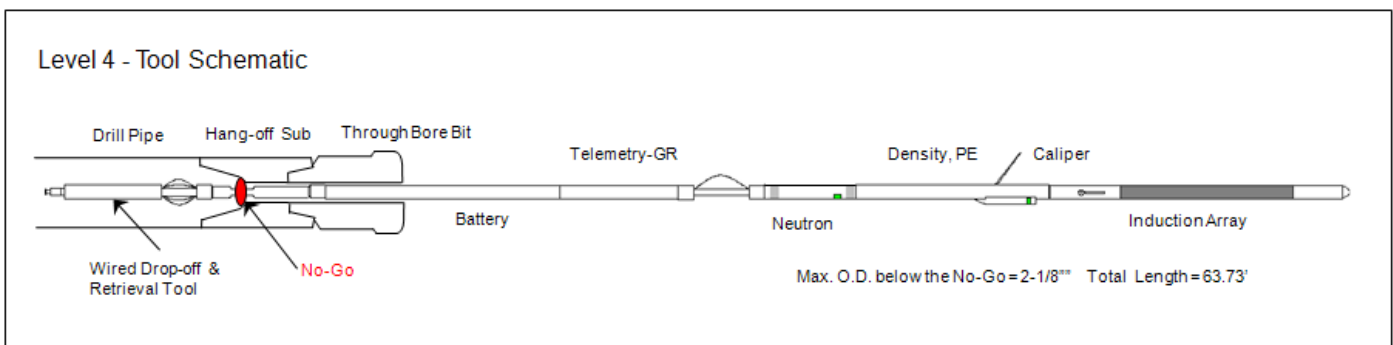 Level 4 - Tool Schematic
Drill Pipe
Hang-off Sub
Through Bore Bit
Telemetry-GR
Density, PE
Caliper
Battery
Neutron
Induction Array
Wired Drop-off &
Retrieval Tool
No-Go
Max. O.D. below the No-Go = 2-1/8"" Total Length = 63.73'